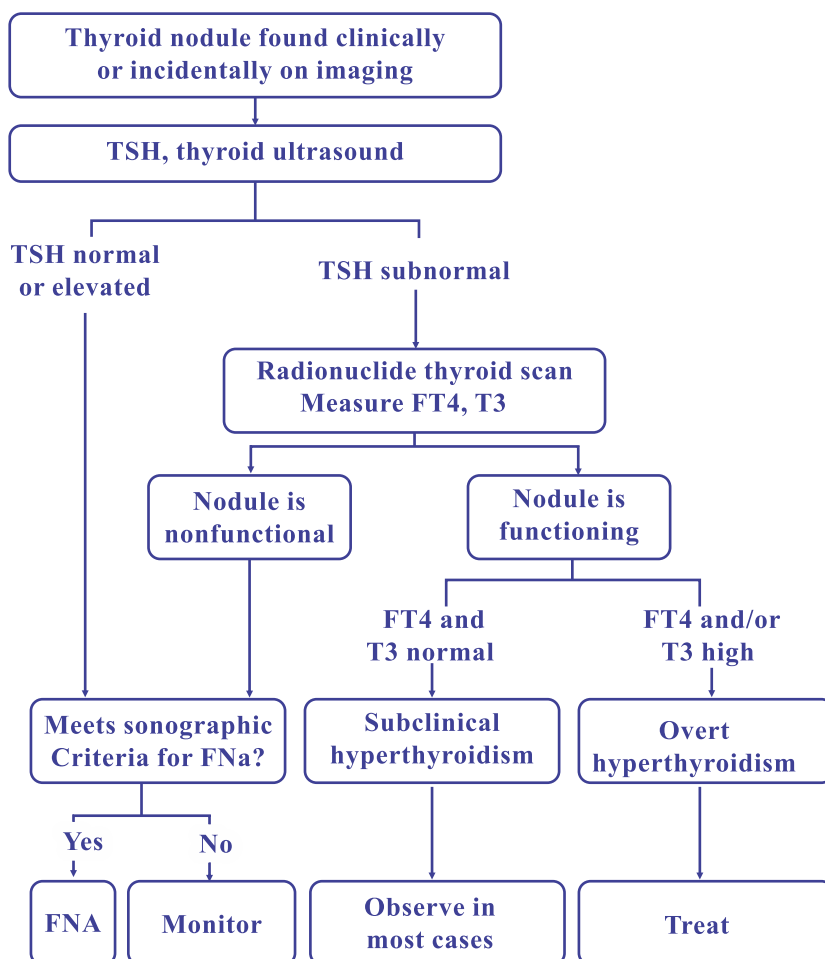 Thyroid nodule found clinically
or incidentally on imaging
TSH, thyroid ultrasound
TSH normal
or elevated
TSH subnormal
Radionuclide thyroid scan
Measure FT4, T3
Nodule is
nonfunctional
Nodule is
functioning
FT4 and
T3 normal
FT4 and/or
T3 high
Meets sonographic
Criteria for FNa?
Subclinical
hyperthyroidism
Overt
hyperthyroidism
Yes
No
FNA
Monitor
Observe in
most cases
Treat